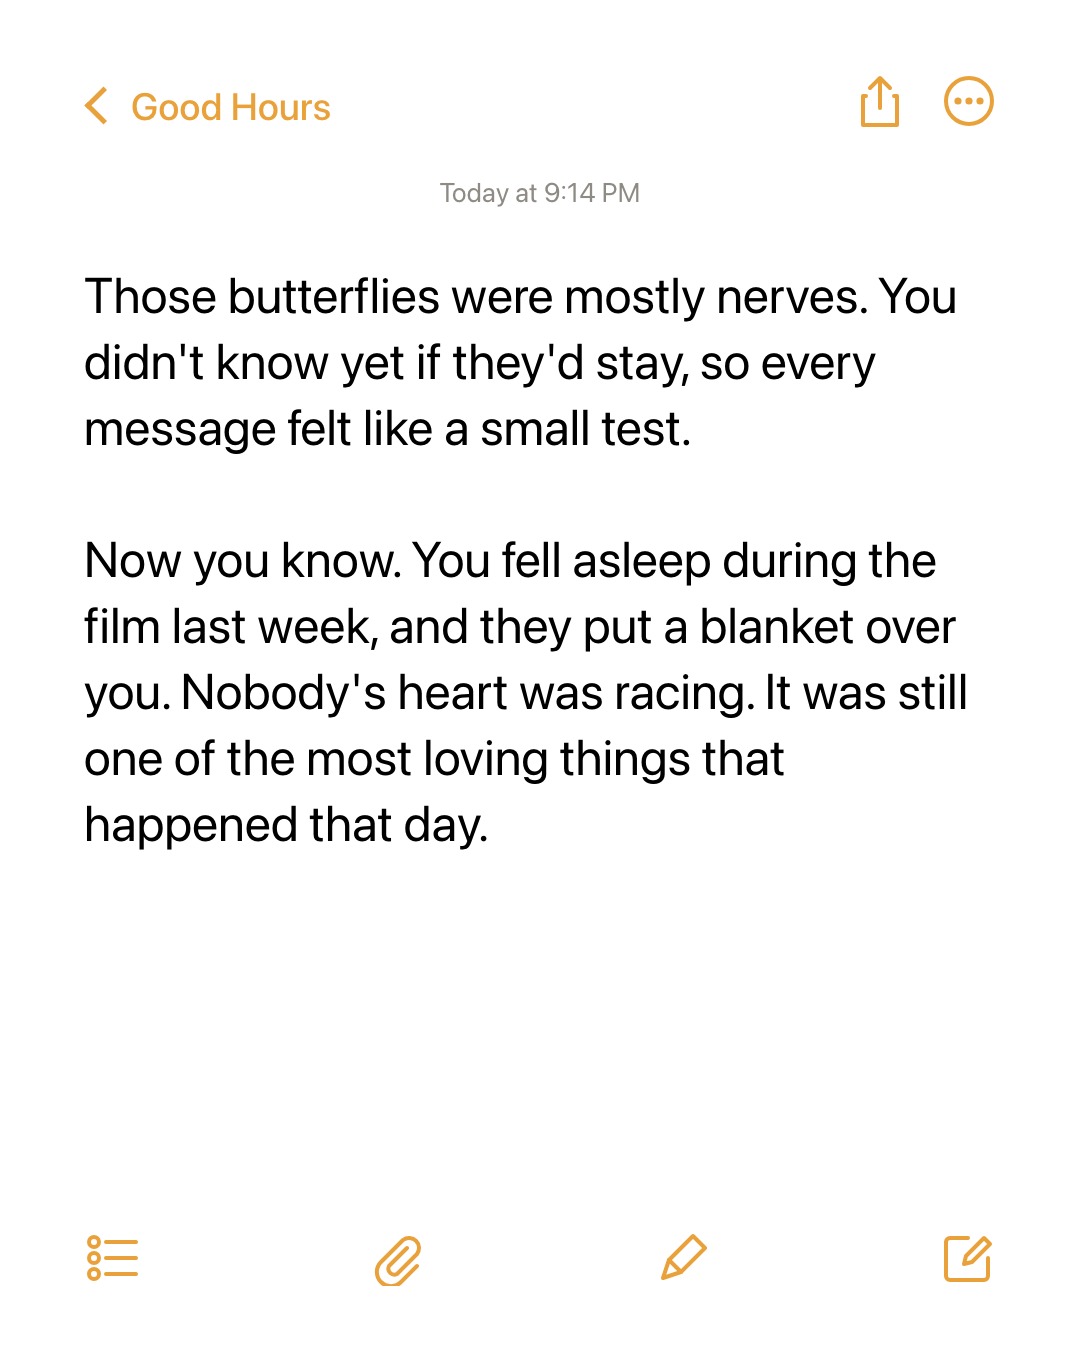 Good Hours
Today at 9:14 PM
Those butterflies were mostly nerves. You
didn't know yet if they'd stay, so every
message felt like a small test.
Now you know. You fell asleep during the
film last week, and they put a blanket over
you. Nobody's heart was racing. It was still
one of the most loving things that
happened that day.